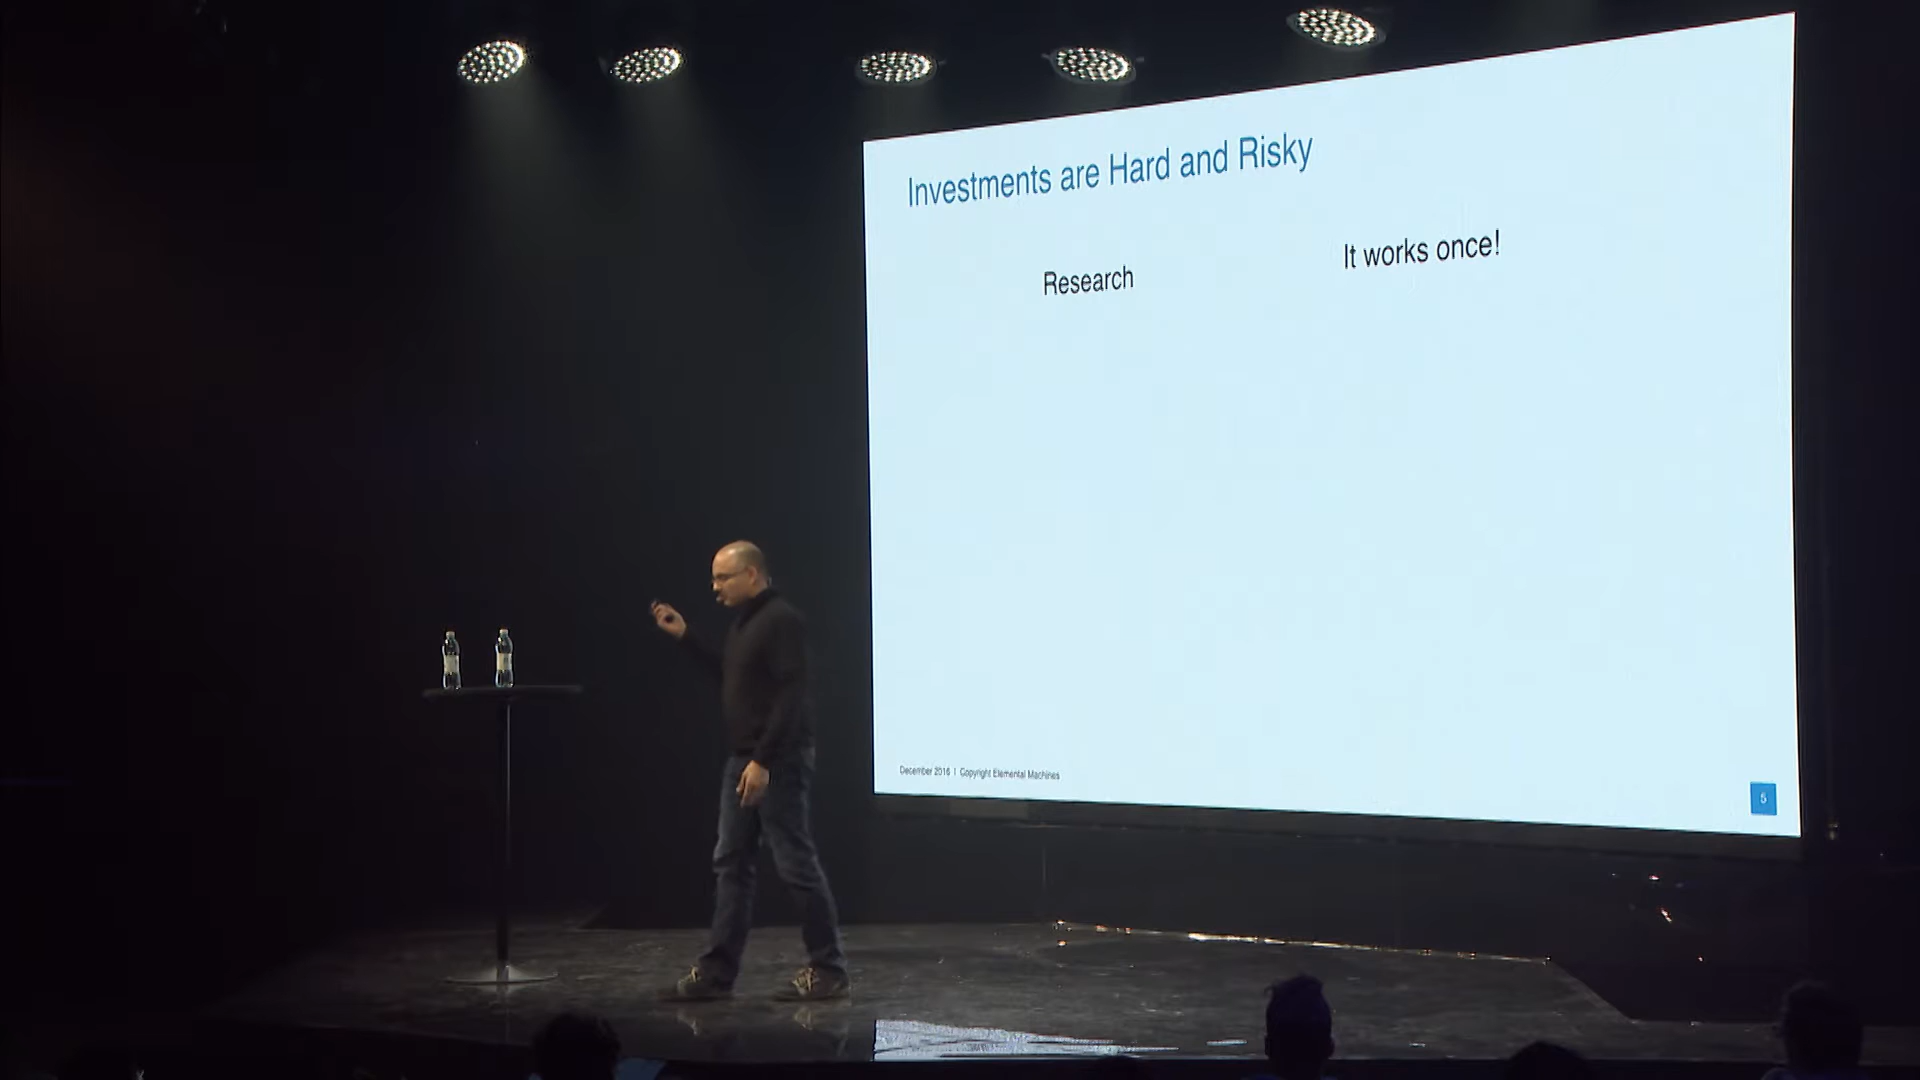 Investments are Hard and Risky
Research
It works once!
December 2016 | Copyright Elemental Machines
5